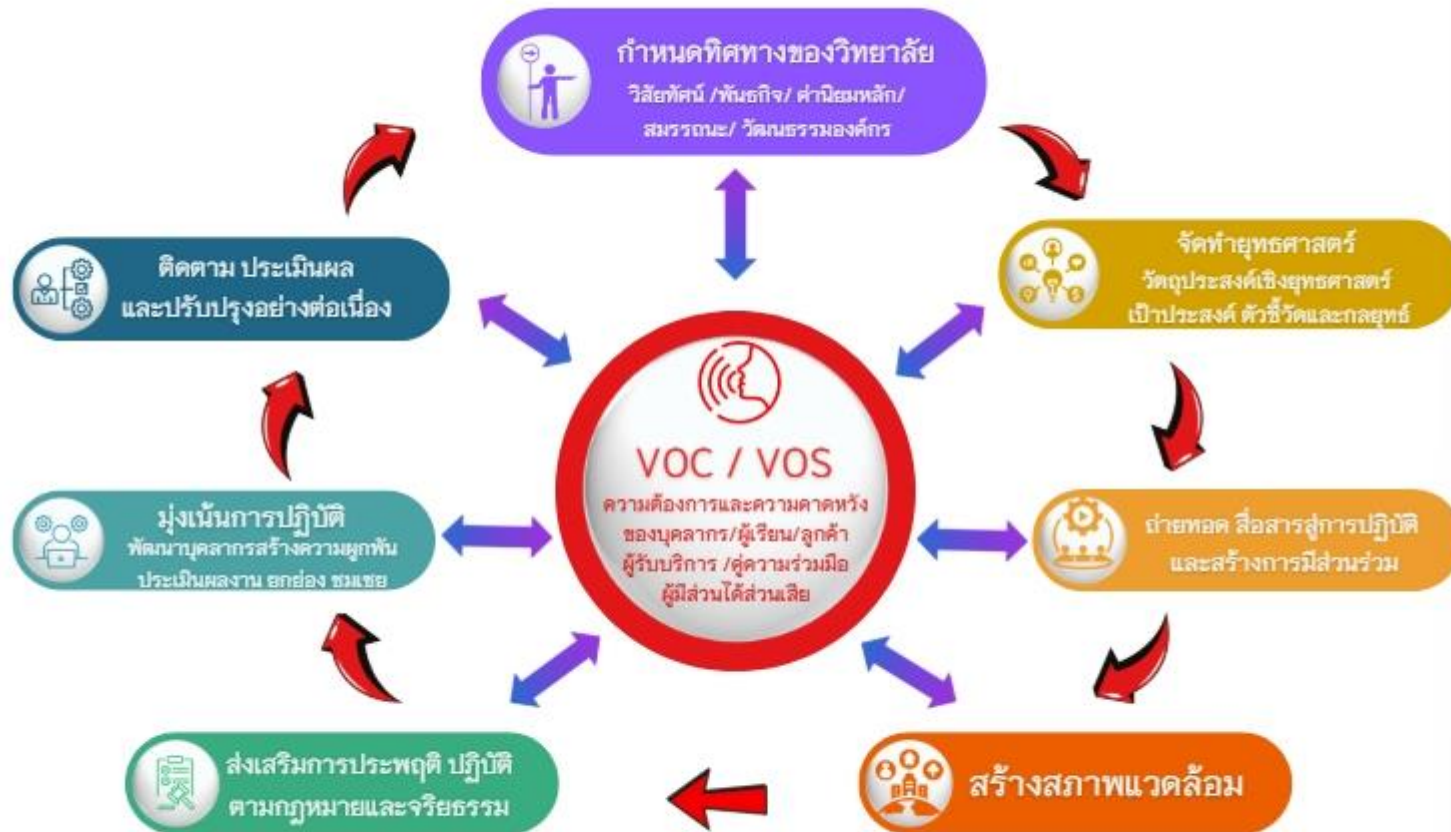 กำหนดทิศทางของวิทยาลัย
วิสัยทัศน์ /พันธกิจ/ ค่านิยมหลัก/
สมรรถนะ/ วัฒนธรรมองค์กร
จัดทำยุทธศาสตร์
วัตถุประสงค์เชิงยุทธศาสตร์
เป้าประสงค์ ตัวชี้วัดและกลยุทธ์
ถ่ายทอด สื่อสารสู่การปฏิบัติ
และสร้างการมีส่วนร่วม
สร้างสภาพแวดล้อม
ส่งเสริมการประพฤติ ปฏิบัติ
ตามกฎหมายและจริยธรรม
มุ่งเน้นการปฏิบัติ
พัฒนาบุคลากรสร้างความผูกพัน
ประเมินผลงาน ยกย่อง ชมเชย
ติดตาม ประเมินผล
และปรับปรุงอย่างต่อเนื่อง
VOC / VOS
ความต้องการและความคาดหวัง
ของบุคลากร/ผู้เรียน/ลูกค้า
ผู้รับบริการ /คู่ความร่วมมือ
ผู้มีส่วนได้ส่วนเสีย